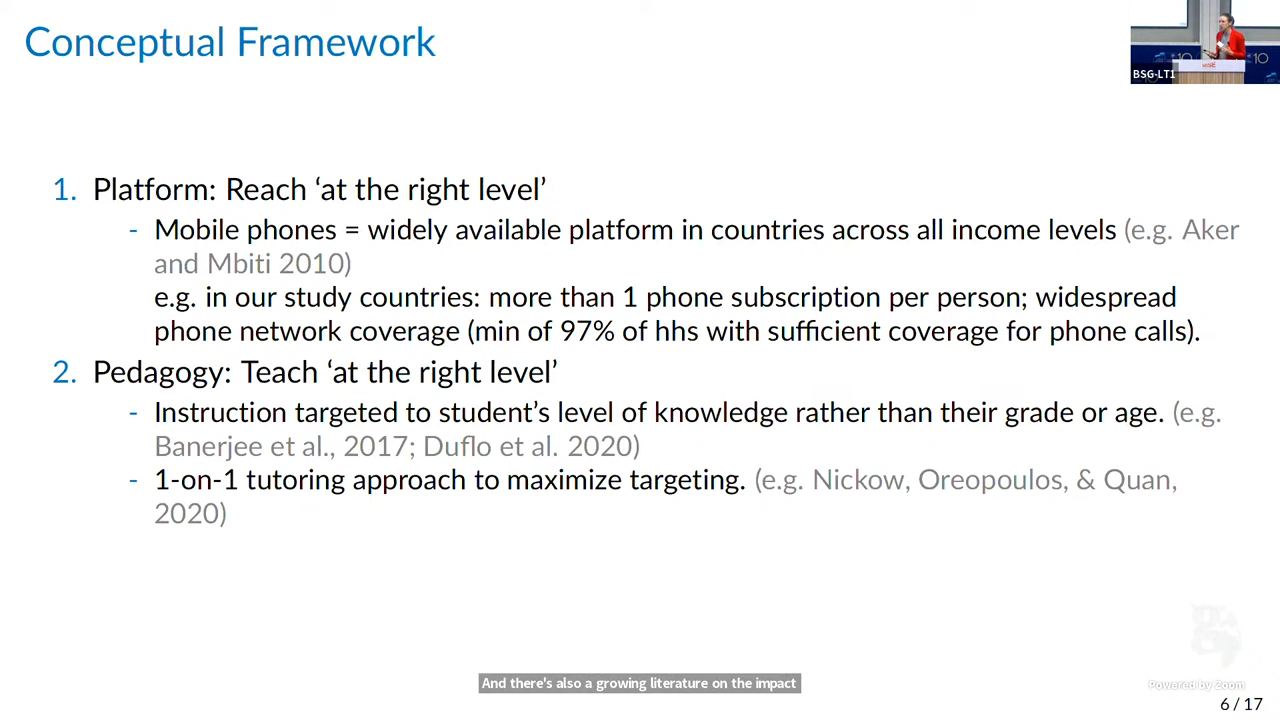 Conceptual Framework
BSG-LT1
1. Platform: Reach ‘at the right level’
- Mobile phones = widely available platform in countries across all income levels (e.g. Aker
and Mbiti 2010)
e.g. in our study countries: more than 1 phone subscription per person; widespread
phone network coverage (min of 97% of hhs with sufficient coverage for phone calls).
2. Pedagogy: Teach ‘at the right level’
- Instruction targeted to student’s level of knowledge rather than their grade or age. (e.g.
Banerjee et al., 2017; Duflo et al. 2020)
- 1-on-1 tutoring approach to maximize targeting. (e.g. Nickow, Oreopoulos, & Quan,
2020)
And there's also a growing literature on the impact
Powered by Zoom
6 / 17